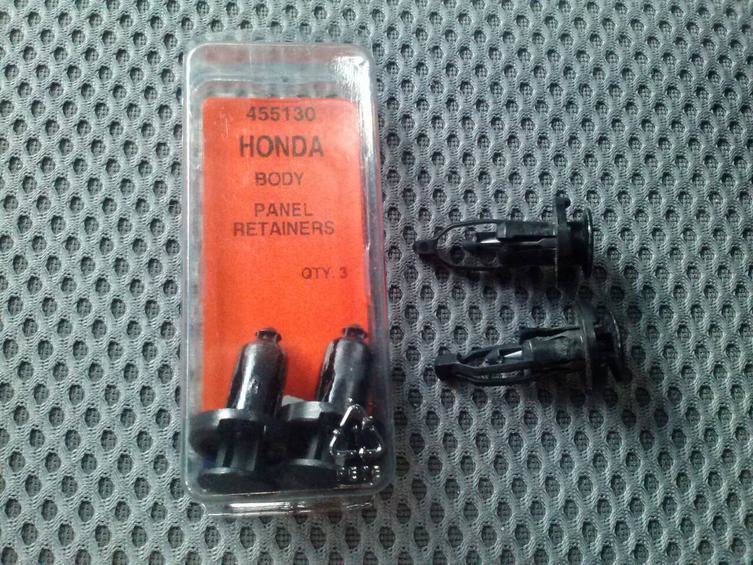 455130
HONDA
BODY
PANEL
RETAINERS
QTY. 3